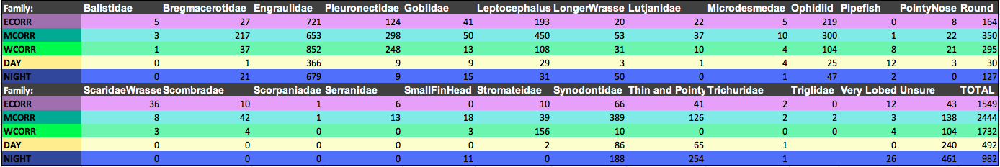 Family: Balistidae Bregmacerotidae Engraulidae Pleuronectidae Gobiidae Leptocephalus LongerWrasse Lutjanidae Microdesmedae Ophidiid Pipefish PointyNose Round
ECORR 5 27 721 124 41 193 20 22 5 219 0 8 164
MCORR 3 217 653 298 50 450 53 37 10 300 1 22 350
WCORR 1 37 852 248 13 108 31 10 4 104 8 21 295
DAY 0 1 366 9 9 29 3 1 4 25 12 3 30
NIGHT 0 21 679 9 15 31 50 0 1 47 2 0 127
Family: ScaridaeWrasse Scombradae Scorpaniadae Serranidae SmallFinHead Stromateidae Synodontidae Thin and Pointy Trichuridae Triglidae Very Lobed Unsure TOTAL
ECORR 36 10 1 6 0 10 66 41 2 0 12 43 1549
MCORR 8 42 1 13 18 39 389 126 2 2 3 138 2444
WCORR 3 4 0 0 3 156 10 0 0 0 4 104 1732
DAY 0 0 0 0 2 86 65 1 0 240 492
NIGHT 0 0 0 0 11 0 188 254 1 26 461 982